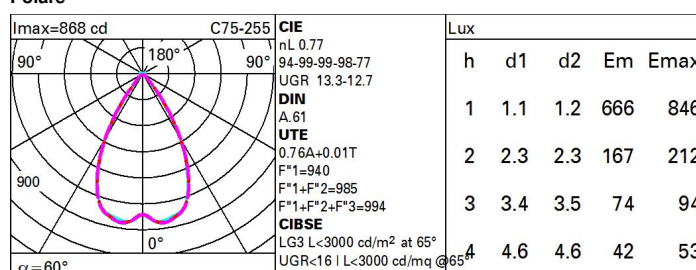 Polare
Imax=868 cd C75-255
90° 180° 90°
900
0°
α=60°
CIE
nL 0.77
94-99-99-98-77
UGR 13.3-12.7
DIN
A.61
UTE
0.76A+0.01T
F"1=940
F"1+F"2=985
F"1+F"2+F"3=994
CIBSE
LG3 L<3000 cd/m² at 65°
UGR<16 | L<3000 cd/mq @65°
Lux
h d1 d2 Em Emax
1 1.1 1.2 666 846
2 2.3 2.3 167 212
3 3.4 3.5 74 94
4 4.6 4.6 42 53